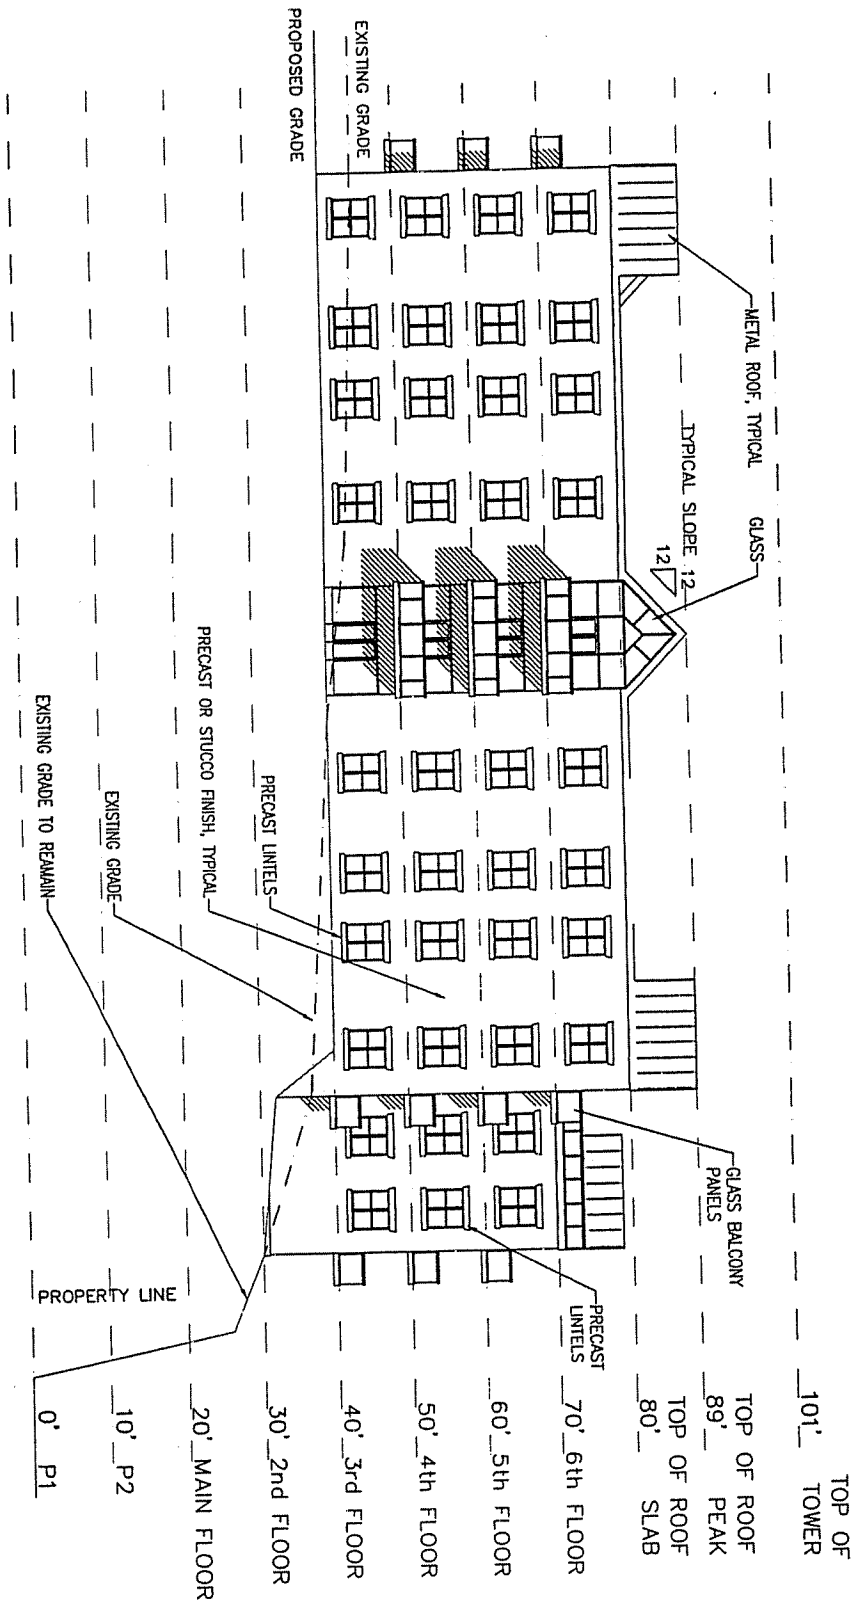 TOP OF
TOWER
101'
TOP OF ROOF
PEAK
89'
TOP OF ROOF
SLAB
80'
70' 6th FLOOR
60' 5th FLOOR
50' 4th FLOOR
40' 3rd FLOOR
30' 2nd FLOOR
20' MAIN FLOOR
10' P2
0' P1
METAL ROOF, TYPICAL
GLASS
TYPICAL SLOPE 12
12
GLASS BALCONY
PANELS
PRECAST
LINTELS
EXISTING GRADE
PROPOSED GRADE
PRECAST LINTELS
PRECAST OR STUCCO FINISH, TYPICAL
EXISTING GRADE
EXISTING GRADE TO REAMAIN
PROPERTY LINE